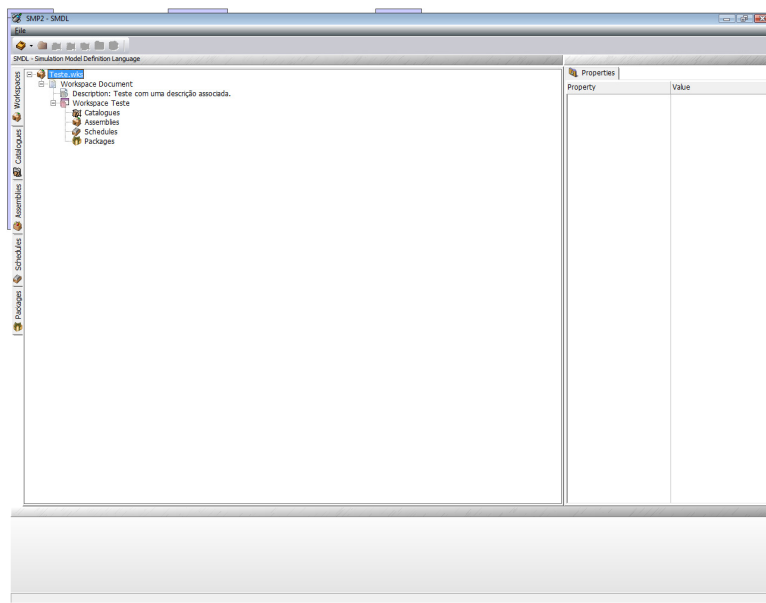 SMP2 - SMDL
File
SMDL - Simulation Model Definition Language
Workspaces
Catalogues
Assemblies
Schedules
Packages
Teste.wks
Workspace Document
Description: Teste com uma descrição associada.
Workspace Teste
Catalogues
Assemblies
Schedules
Packages
Properties
Property Value